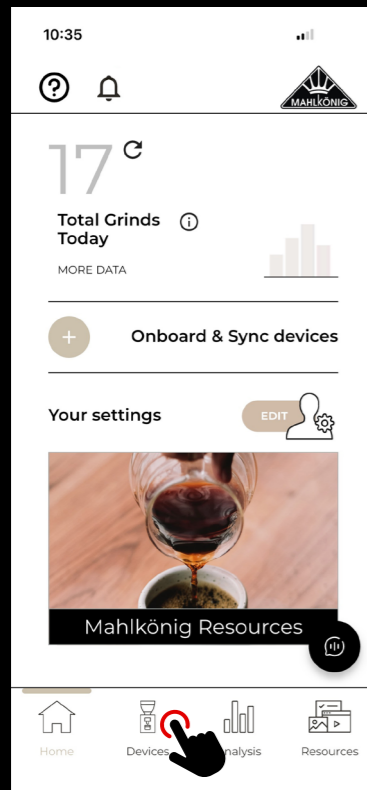 10:35
MAHLKÖNIG
17
Total Grinds
Today
MORE DATA
Onboard & Sync devices
Your settings
EDIT
Mahlkönig Resources
Home
Devices
nalysis
Resources